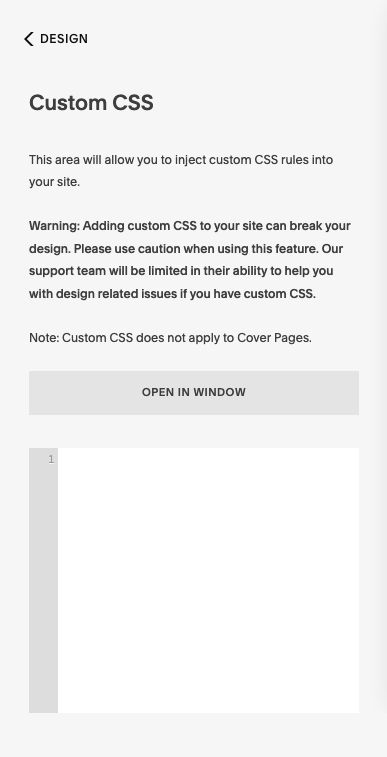 DESIGN
Custom CSS
This area will allow you to inject custom CSS rules into
your site.
Warning: Adding custom CSS to your site can break your
design. Please use caution when using this feature. Our
support team will be limited in their ability to help you
with design related issues if you have custom CSS.
Note: Custom CSS does not apply to Cover Pages.
OPEN IN WINDOW
1